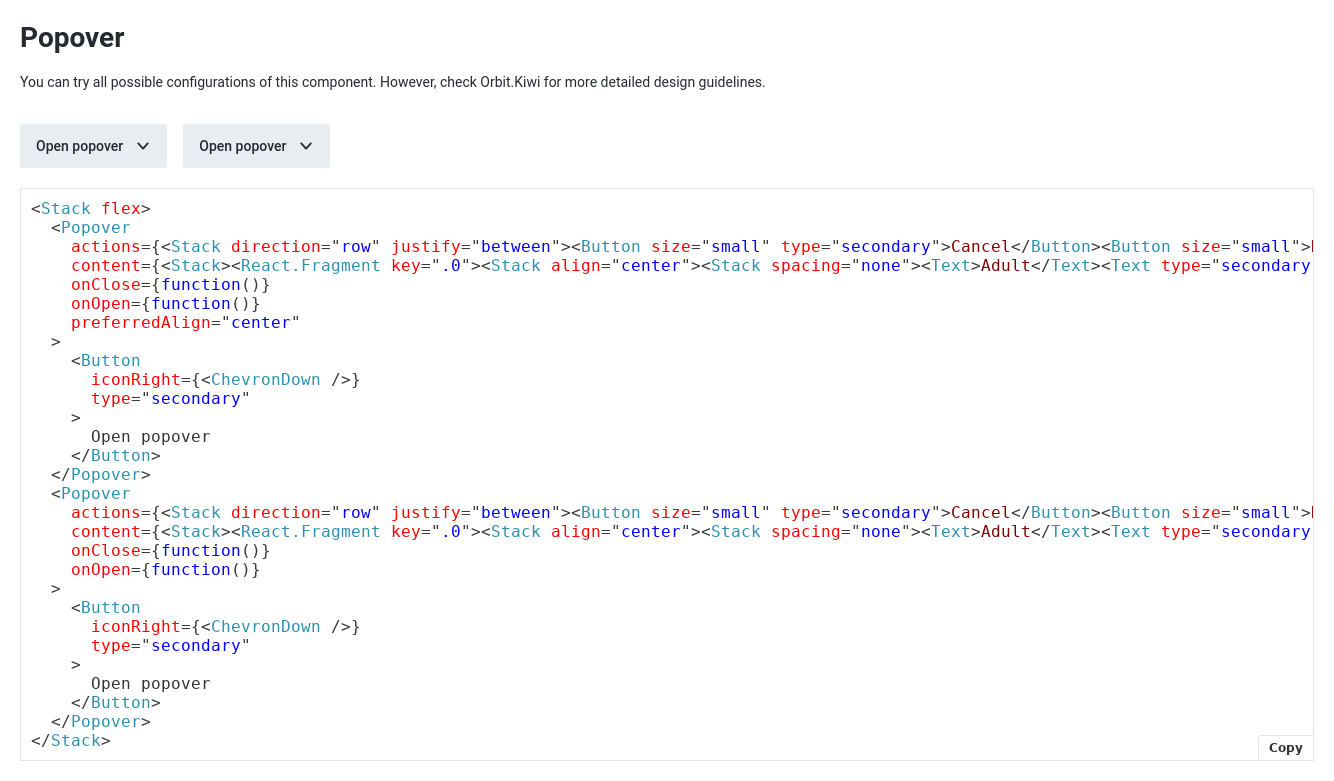 Popover
You can try all possible configurations of this component. However, check Orbit.Kiwi for more detailed design guidelines.
Open popover Open popover
<Stack flex>
  <Popover
    actions={<Stack direction="row" justify="between"><Button size="small" type="secondary">Cancel</Button><Button size="small">
    content={<Stack><React.Fragment key=".0"><Stack align="center"><Stack spacing="none"><Text>Adult</Text><Text type="secondary
    onClose={function()}
    onOpen={function()}
    preferredAlign="center"
  >
    <Button
      iconRight={<ChevronDown />}
      type="secondary"
    >
      Open popover
    </Button>
  </Popover>
  <Popover
    actions={<Stack direction="row" justify="between"><Button size="small" type="secondary">Cancel</Button><Button size="small">
    content={<Stack><React.Fragment key=".0"><Stack align="center"><Stack spacing="none"><Text>Adult</Text><Text type="secondary
    onClose={function()}
    onOpen={function()}
  >
    <Button
      iconRight={<ChevronDown />}
      type="secondary"
    >
      Open popover
    </Button>
  </Popover>
</Stack>
Copy